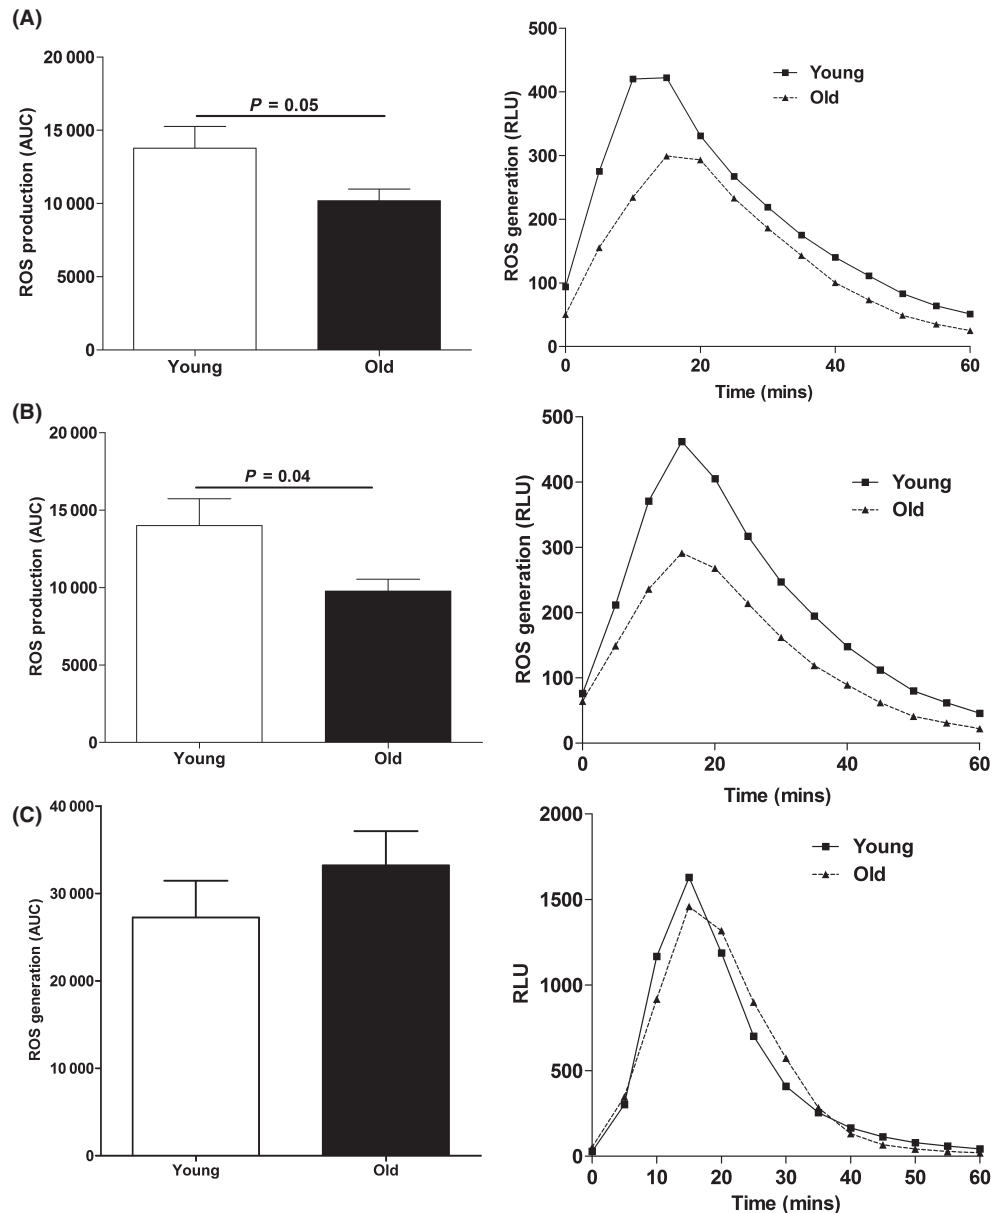 (A)
20 000
15 000
10 000
5000
0
ROS production (AUC)
P = 0.05
Young
Old
500
400
300
200
100
0
ROS generation (RLU)
Young
Old
0
20
40
60
Time (mins)
(B)
20 000
15 000
10 000
5000
0
ROS production (AUC)
P = 0.04
Young
Old
500
400
300
200
100
0
ROS generation (RLU)
Young
Old
0
20
40
60
Time (mins)
(C)
40 000
30 000
20 000
10 000
0
ROS generation (AUC)
Young
Old
2000
1500
1000
500
0
RLU
Young
Old
0
10
20
30
40
50
60
Time (mins)